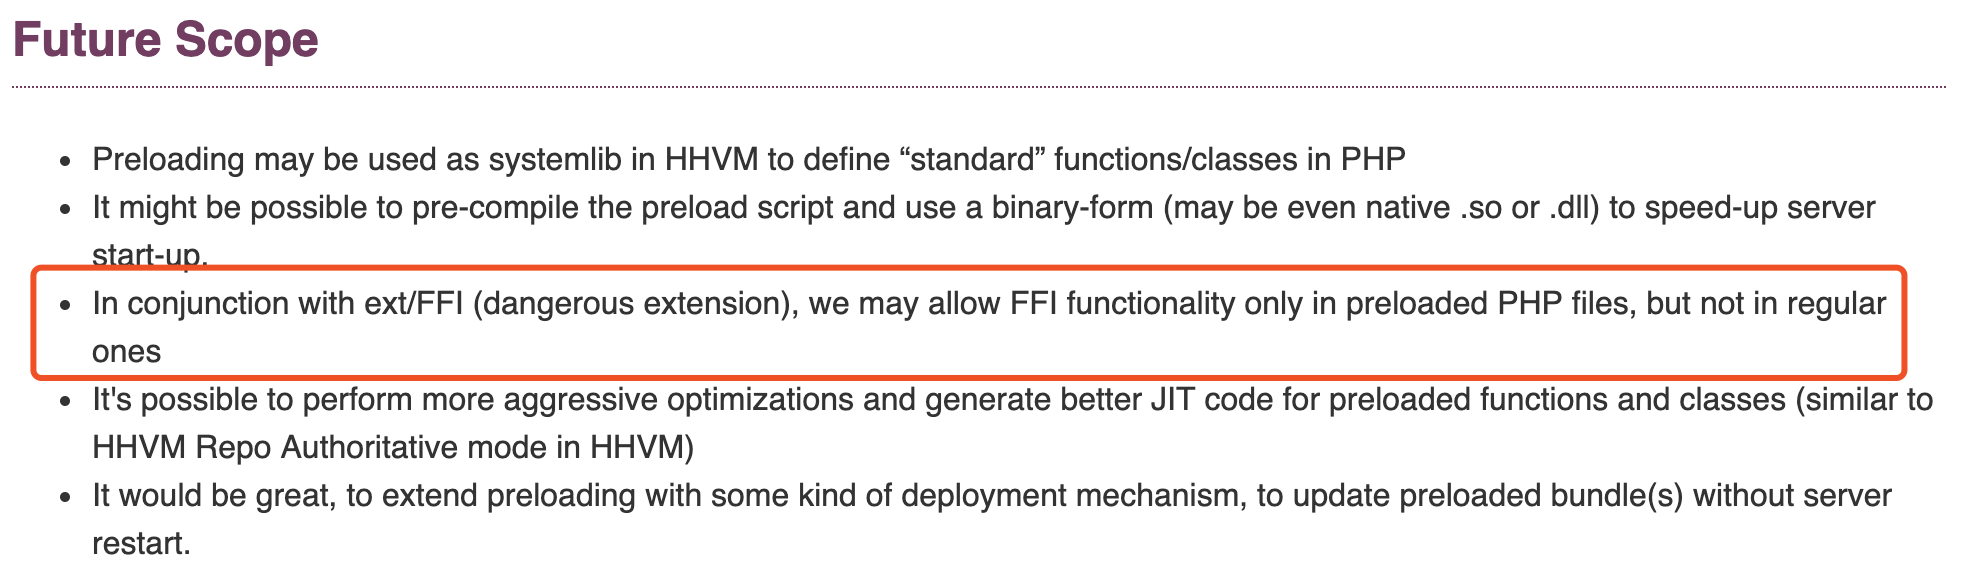 Future Scope
Preloading may be used as systemlib in HHVM to define “standard” functions/classes in PHP
It might be possible to pre-compile the preload script and use a binary-form (may be even native .so or .dll) to speed-up server
start-up.
In conjunction with ext/FFI (dangerous extension), we may allow FFI functionality only in preloaded PHP files, but not in regular
ones
It's possible to perform more aggressive optimizations and generate better JIT code for preloaded functions and classes (similar to
HHVM Repo Authoritative mode in HHVM)
It would be great, to extend preloading with some kind of deployment mechanism, to update preloaded bundle(s) without server
restart.